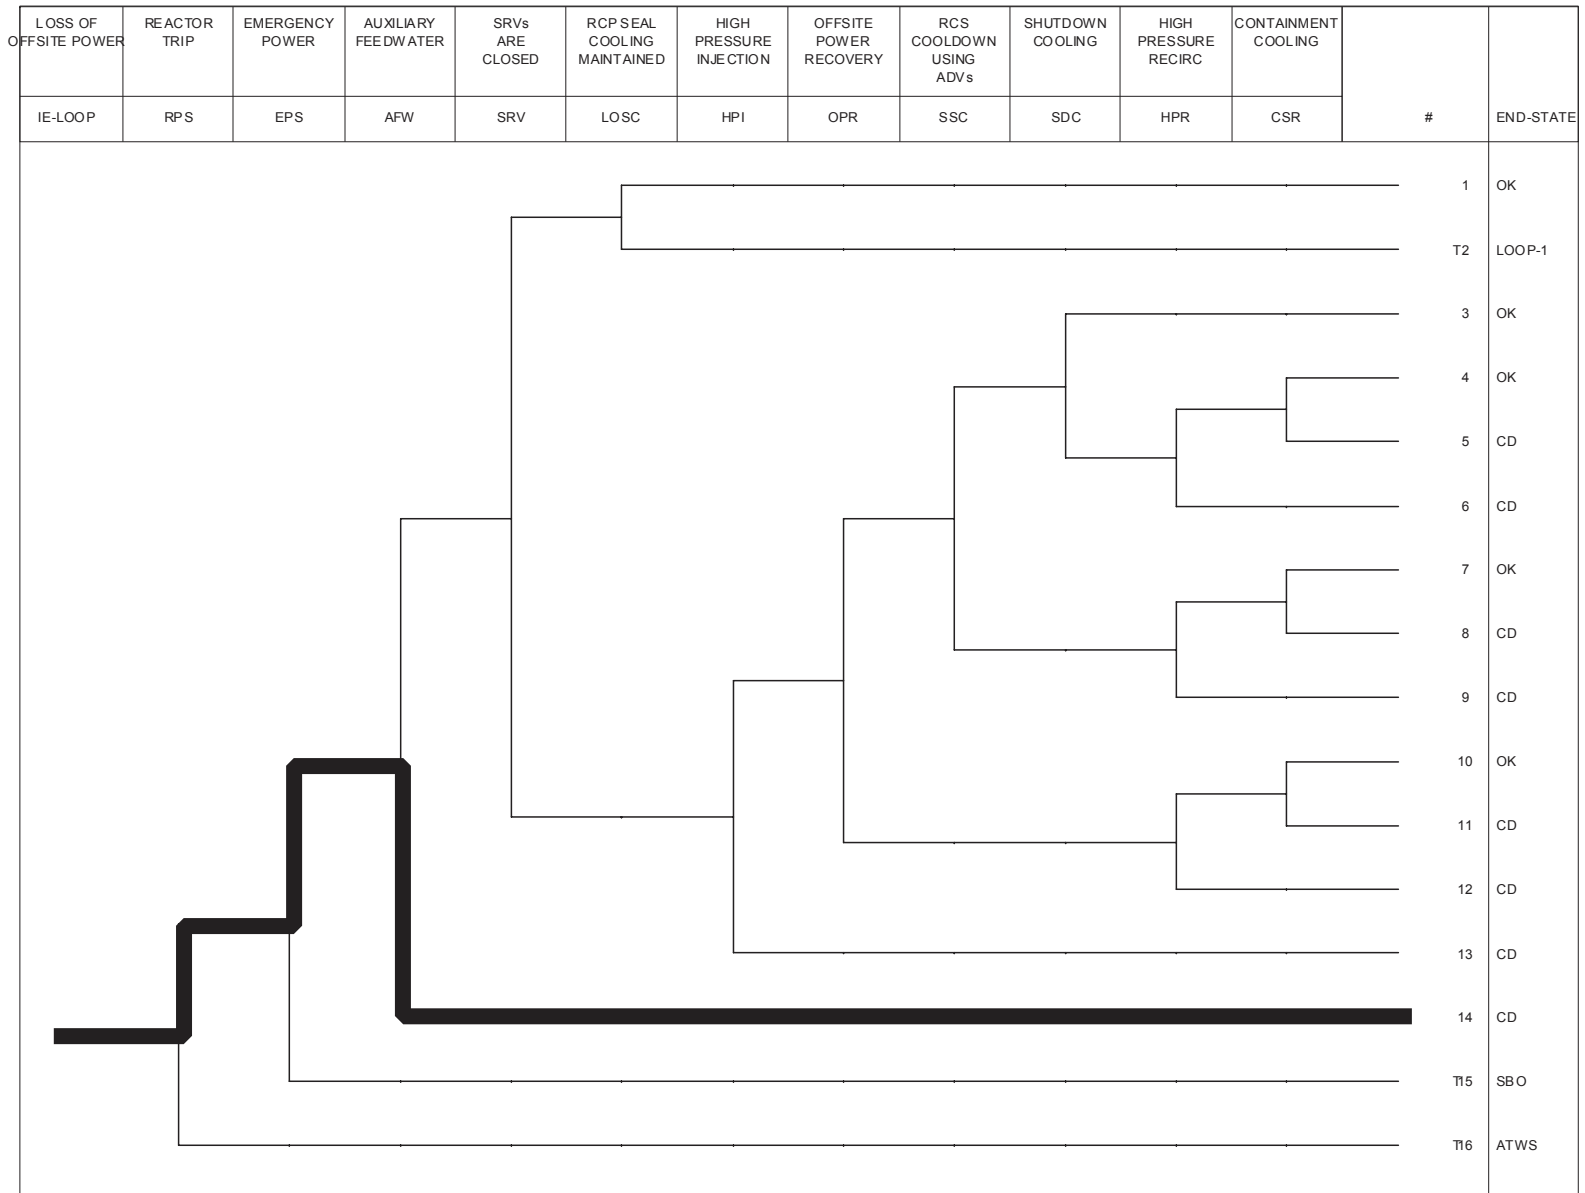 LOSS OF
OFFSITE POWER
REACTOR
TRIP
EMERGENCY
POWER
AUXILIARY
FEEDWATER
SRVs
ARE
CLOSED
RCP SEAL
COOLING
MAINTAINED
HIGH
PRESSURE
INJECTION
OFFSITE
POWER
RECOVERY
RCS
COOLDOWN
USING
ADVs
SHUTDOWN
COOLING
HIGH
PRESSURE
RECIRC
CONTAINMENT
COOLING
IE-LOOP
RPS
EPS
AFW
SRV
LOSC
HPI
OPR
SSC
SDC
HPR
CSR
#
END-STATE
1 OK
T2 LOOP-1
3 OK
4 OK
5 CD
6 CD
7 OK
8 CD
9 CD
10 OK
11 CD
12 CD
13 CD
14 CD
T15 SBO
T16 ATWS